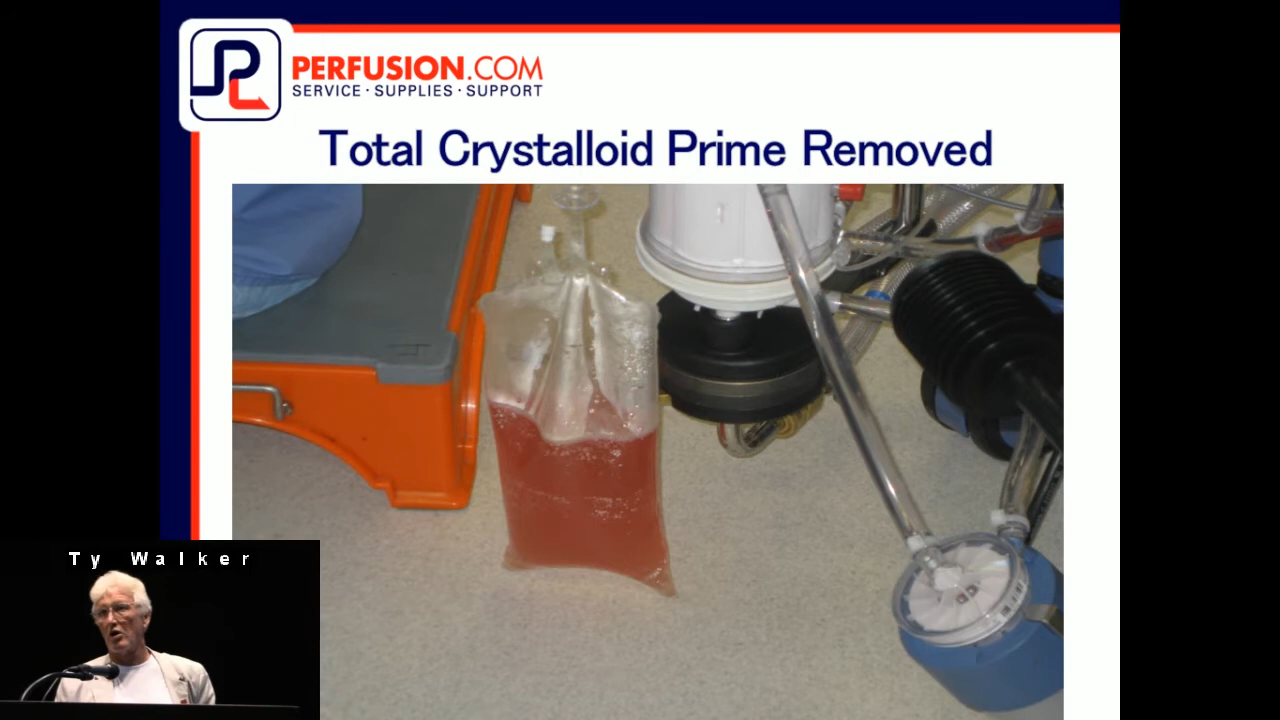 PERFUSION.COM
SERVICE · SUPPLIES · SUPPORT
Total Crystalloid Prime Removed
Ty Walker